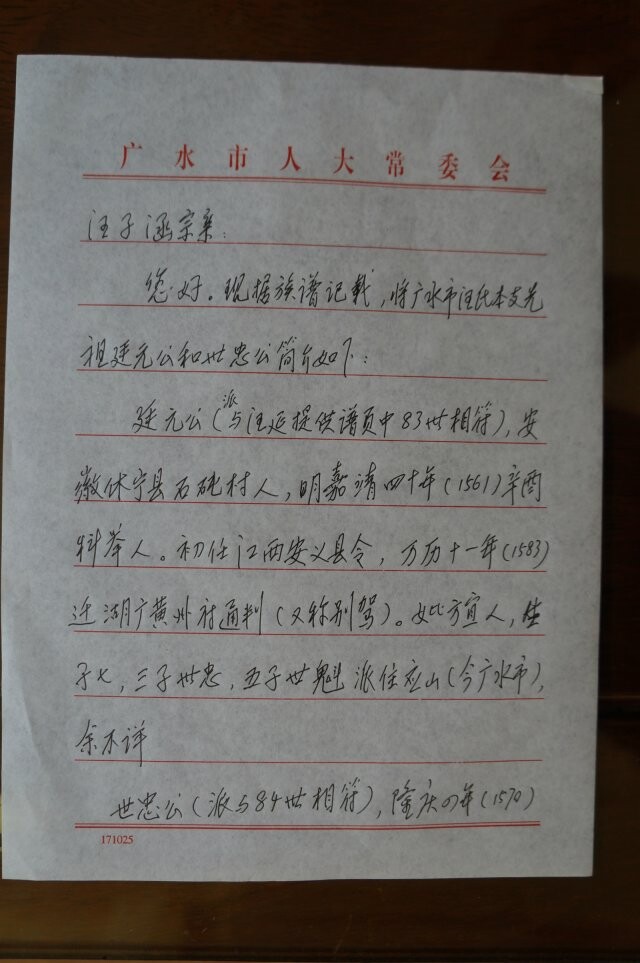 广水市人大常委会
汪子涵宗亲：
您好。现据族谱记载，将广水市汪氏本支先
祖廷元公和世忠公简介如下：
廷元公（派与汪延提供谱页中83世相符），安
徽休宁县石砘村人，明嘉靖四十年（1561）辛酉
科举人。初任江西安义县令，万历十一年（1583）
迁湖广黄州府通判（又称别驾）。妣方宜人，生
子七，三子世忠，五子世魁派住应山（今广水市），
余不详
世忠公（派与84世相符），隆庆四年（1570）
171025